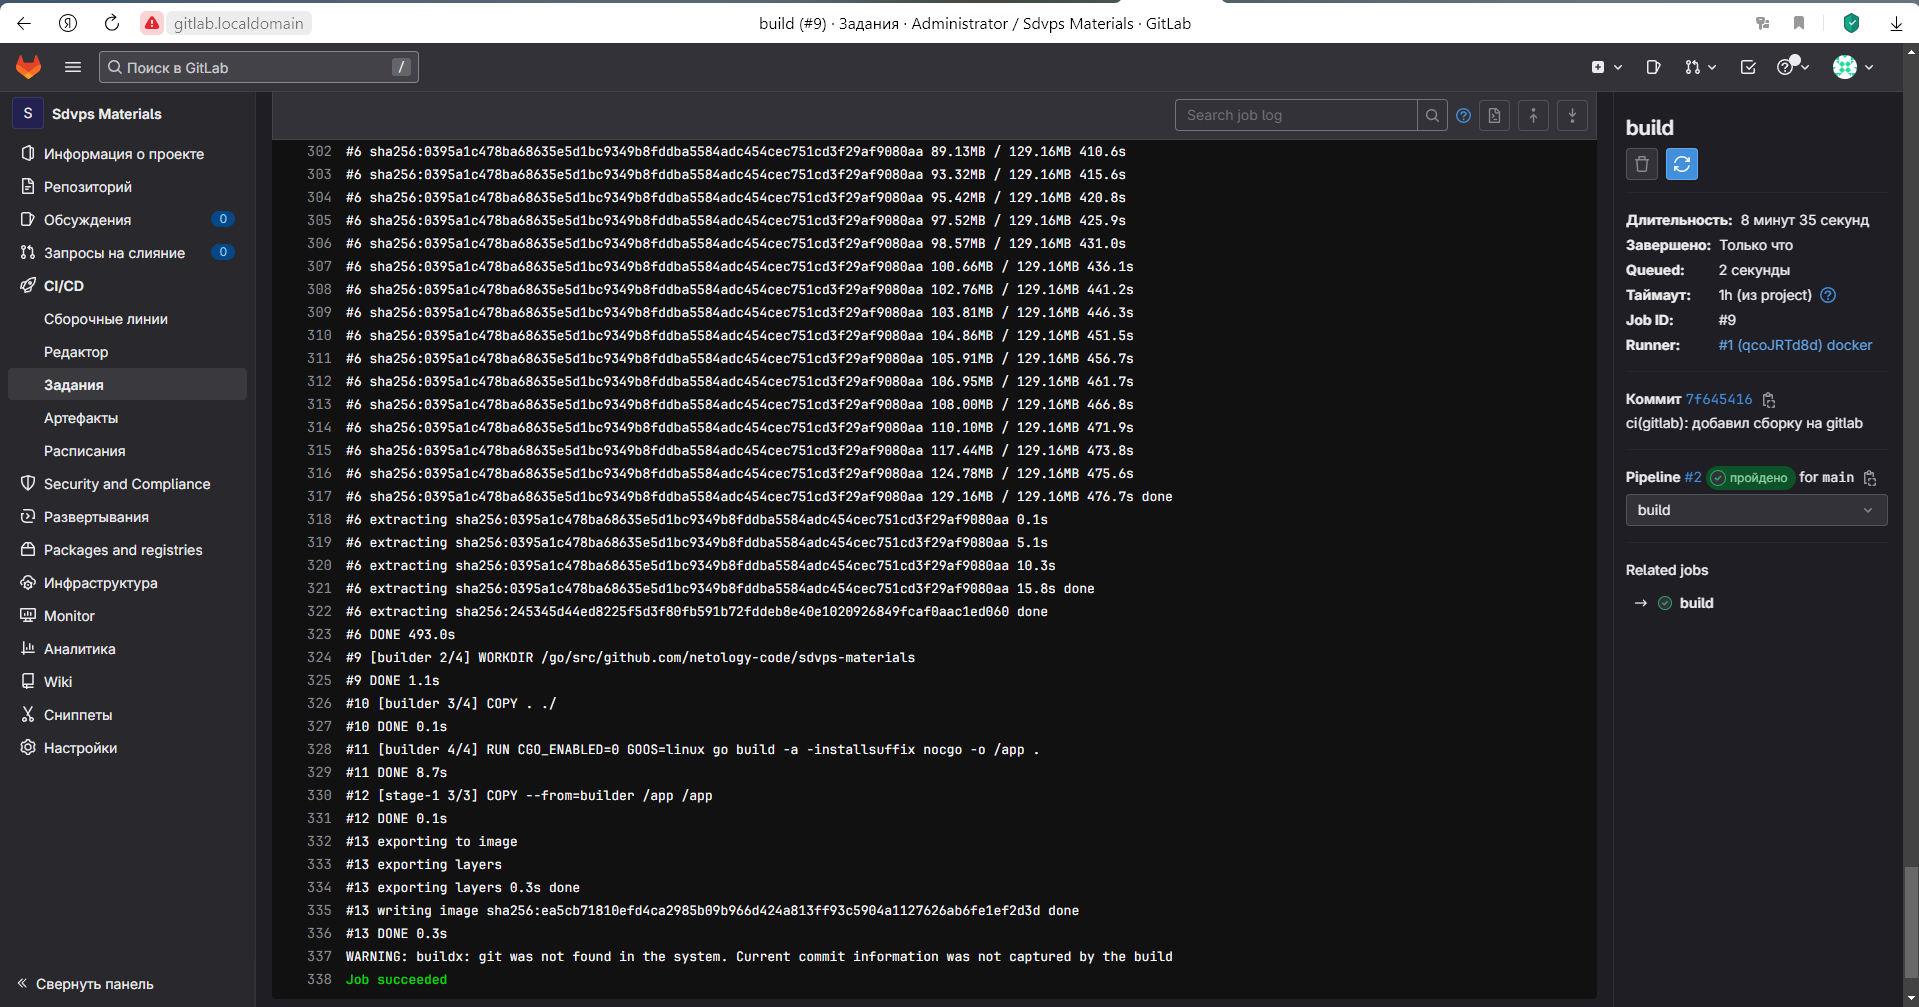 gitlab.localdomain
build (#9) · Задания · Administrator / Sdvps Materials · GitLab
Поиск в GitLab
/
S
Sdvps Materials
Информация о проекте
Репозиторий
Обсуждения 0
Запросы на слияние 0
CI/CD
Сборочные линии
Редактор
Задания
Артефакты
Расписания
Security and Compliance
Развертывания
Packages and registries
Инфраструктура
Monitor
Аналитика
Wiki
Сниппеты
Настройки
Свернуть панель
Search job log
302 #6 sha256:0395a1c478ba68635e5d1bc9349b8fddba5584adc454cec751cd3f29af9080aa 89.13MB / 129.16MB 410.6s
303 #6 sha256:0395a1c478ba68635e5d1bc9349b8fddba5584adc454cec751cd3f29af9080aa 93.32MB / 129.16MB 415.6s
304 #6 sha256:0395a1c478ba68635e5d1bc9349b8fddba5584adc454cec751cd3f29af9080aa 95.42MB / 129.16MB 420.8s
305 #6 sha256:0395a1c478ba68635e5d1bc9349b8fddba5584adc454cec751cd3f29af9080aa 97.52MB / 129.16MB 425.9s
306 #6 sha256:0395a1c478ba68635e5d1bc9349b8fddba5584adc454cec751cd3f29af9080aa 98.57MB / 129.16MB 431.0s
307 #6 sha256:0395a1c478ba68635e5d1bc9349b8fddba5584adc454cec751cd3f29af9080aa 100.66MB / 129.16MB 436.1s
308 #6 sha256:0395a1c478ba68635e5d1bc9349b8fddba5584adc454cec751cd3f29af9080aa 102.76MB / 129.16MB 441.2s
309 #6 sha256:0395a1c478ba68635e5d1bc9349b8fddba5584adc454cec751cd3f29af9080aa 103.81MB / 129.16MB 446.3s
310 #6 sha256:0395a1c478ba68635e5d1bc9349b8fddba5584adc454cec751cd3f29af9080aa 104.86MB / 129.16MB 451.5s
311 #6 sha256:0395a1c478ba68635e5d1bc9349b8fddba5584adc454cec751cd3f29af9080aa 105.91MB / 129.16MB 456.7s
312 #6 sha256:0395a1c478ba68635e5d1bc9349b8fddba5584adc454cec751cd3f29af9080aa 106.95MB / 129.16MB 461.7s
313 #6 sha256:0395a1c478ba68635e5d1bc9349b8fddba5584adc454cec751cd3f29af9080aa 108.00MB / 129.16MB 466.8s
314 #6 sha256:0395a1c478ba68635e5d1bc9349b8fddba5584adc454cec751cd3f29af9080aa 110.10MB / 129.16MB 471.9s
315 #6 sha256:0395a1c478ba68635e5d1bc9349b8fddba5584adc454cec751cd3f29af9080aa 117.44MB / 129.16MB 473.8s
316 #6 sha256:0395a1c478ba68635e5d1bc9349b8fddba5584adc454cec751cd3f29af9080aa 124.78MB / 129.16MB 475.6s
317 #6 sha256:0395a1c478ba68635e5d1bc9349b8fddba5584adc454cec751cd3f29af9080aa 129.16MB / 129.16MB 476.7s done
318 #6 extracting sha256:0395a1c478ba68635e5d1bc9349b8fddba5584adc454cec751cd3f29af9080aa 0.1s
319 #6 extracting sha256:0395a1c478ba68635e5d1bc9349b8fddba5584adc454cec751cd3f29af9080aa 5.1s
320 #6 extracting sha256:0395a1c478ba68635e5d1bc9349b8fddba5584adc454cec751cd3f29af9080aa 10.3s
321 #6 extracting sha256:0395a1c478ba68635e5d1bc9349b8fddba5584adc454cec751cd3f29af9080aa 15.8s done
322 #6 extracting sha256:245345d44ed8225f5d3f80fb591b72fddeb8e40e1020926849fcaf0aac1ed060 done
323 #6 DONE 493.0s
324 #9 [builder 2/4] WORKDIR /go/src/github.com/netology-code/sdvps-materials
325 #9 DONE 1.1s
326 #10 [builder 3/4] COPY . ./
327 #10 DONE 0.1s
328 #11 [builder 4/4] RUN CGO_ENABLED=0 GOOS=linux go build -a -installsuffix nocgo -o /app .
329 #11 DONE 8.7s
330 #12 [stage-1 3/3] COPY --from=builder /app /app
331 #12 DONE 0.1s
332 #13 exporting to image
333 #13 exporting layers
334 #13 exporting layers 0.3s done
335 #13 writing image sha256:ea5cb71810efd4ca2985b09b966d424a813ff93c5904a1127626ab6fe1ef2d3d done
336 #13 DONE 0.3s
337 WARNING: buildx: git was not found in the system. Current commit information was not captured by the build
338 Job succeeded
build
Длительность: 8 минут 35 секунд
Завершено: Только что
Queued: 2 секунды
Таймаут: 1h (из project)
Job ID: #9
Runner: #1 (qcoJRTd8d) docker
Коммит 7f645416
ci(gitlab): добавил сборку на gitlab
Pipeline #2 пройдено for main
build
Related jobs
→ build